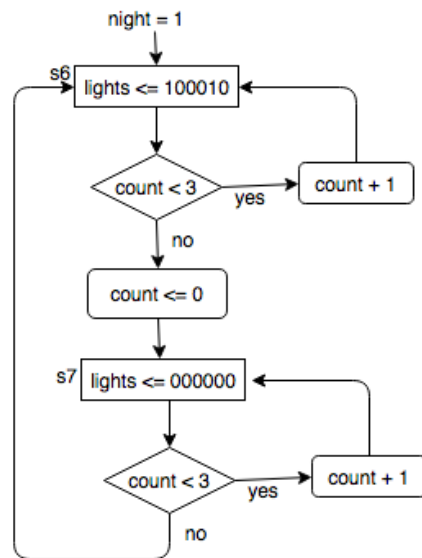 night = 1
s6
lights <= 100010
count < 3
yes
count + 1
no
count <= 0
s7
lights <= 000000
count < 3
yes
count + 1
no